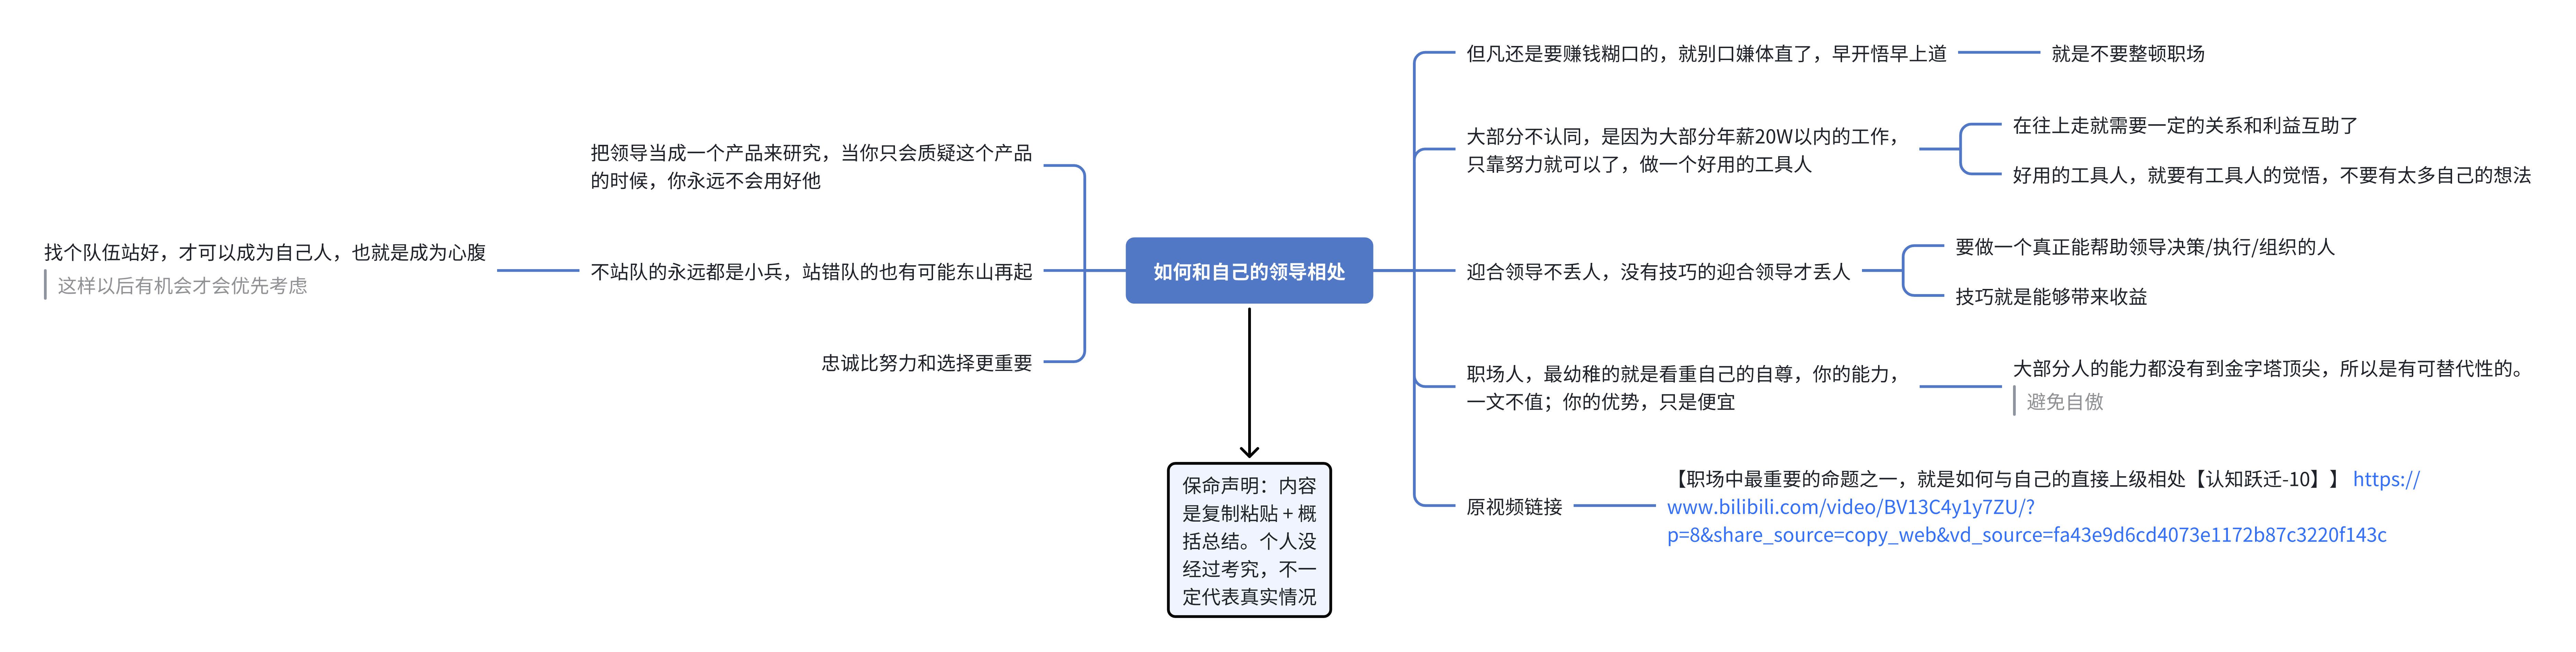 如何和自己的领导相处
但凡还是要赚钱糊口的，就别口嫌体直了，早开悟早上道
就是不要整顿职场
大部分不认同，是因为大部分年薪20W以内的工作，
只靠努力就可以了，做一个好用的工具人
在往上走就需要一定的关系和利益互助了
好用的工具人，就要有工具人的觉悟，不要有太多自己的想法
迎合领导不丢人，没有技巧的迎合领导才丢人
要做一个真正能帮助领导决策/执行/组织的人
技巧就是能够带来收益
职场人，最幼稚的就是看重自己的自尊，你的能力，
一文不值；你的优势，只是便宜
大部分人的能力都没有到金字塔顶尖，所以是有可替代性的。
避免自傲
原视频链接
【职场中最重要的命题之一，就是如何与自己的直接上级相处【认知跃迁-10】】 https://
www.bilibili.com/video/BV13C4y1y7ZU/?
p=8&share_source=copy_web&vd_source=fa43e9d6cd4073e1172b87c3220f143c
把领导当成一个产品来研究，当你只会质疑这个产品
的时候，你永远不会用好他
不站队的永远都是小兵，站错队的也有可能东山再起
找个队伍站好，才可以成为自己人，也就是成为心腹
这样以后有机会才会优先考虑
忠诚比努力和选择更重要
保命声明：内容
是复制粘贴 + 概
括总结。个人没
经过考究，不一
定代表真实情况